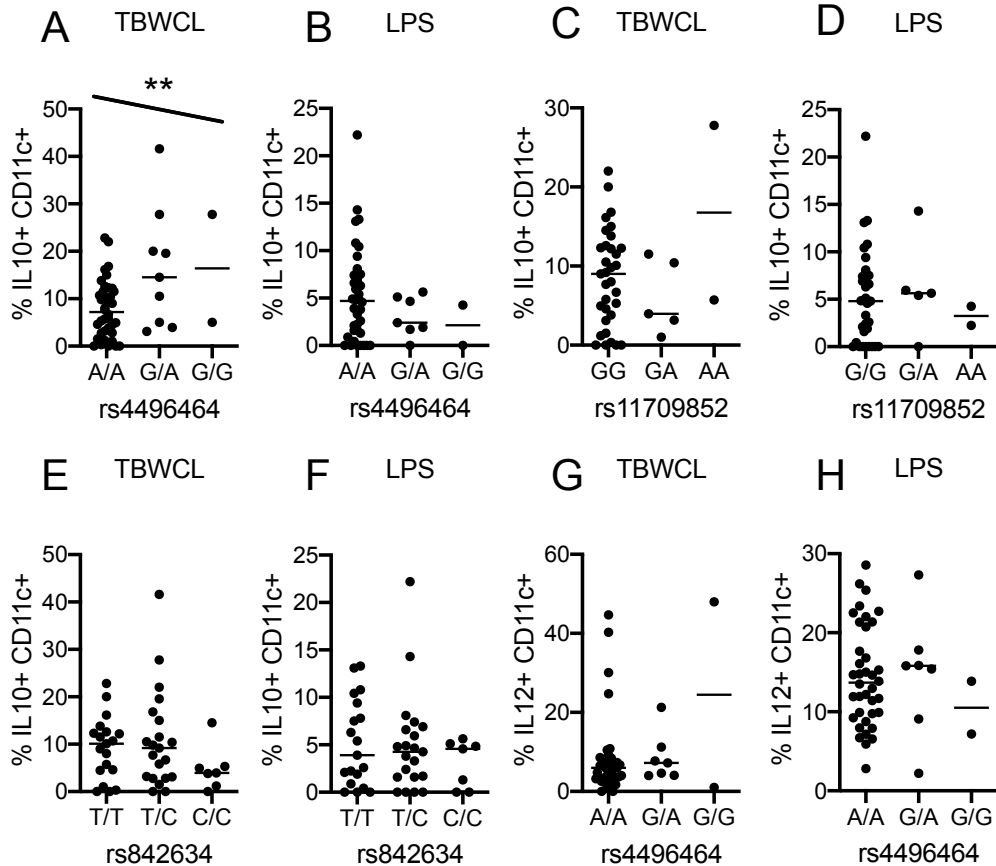 A TBWCL
**
% IL10+ CD11c+
50
40
30
20
10
0
A/A G/A G/G
rs4496464
B LPS
% IL10+ CD11c+
25
20
15
10
5
0
A/A G/A G/G
rs4496464
C TBWCL
% IL10+ CD11c+
30
20
10
0
GG GA AA
rs11709852
D LPS
% IL10+ CD11c+
25
20
15
10
5
0
G/G G/A AA
rs11709852
E TBWCL
% IL10+ CD11c+
50
40
30
20
10
0
T/T T/C C/C
rs842634
F LPS
% IL10+ CD11c+
25
20
15
10
5
0
T/T T/C C/C
rs842634
G TBWCL
% IL12+ CD11c+
60
40
20
0
A/A G/A G/G
rs4496464
H LPS
% IL12+ CD11c+
30
20
10
0
A/A G/A G/G
rs4496464